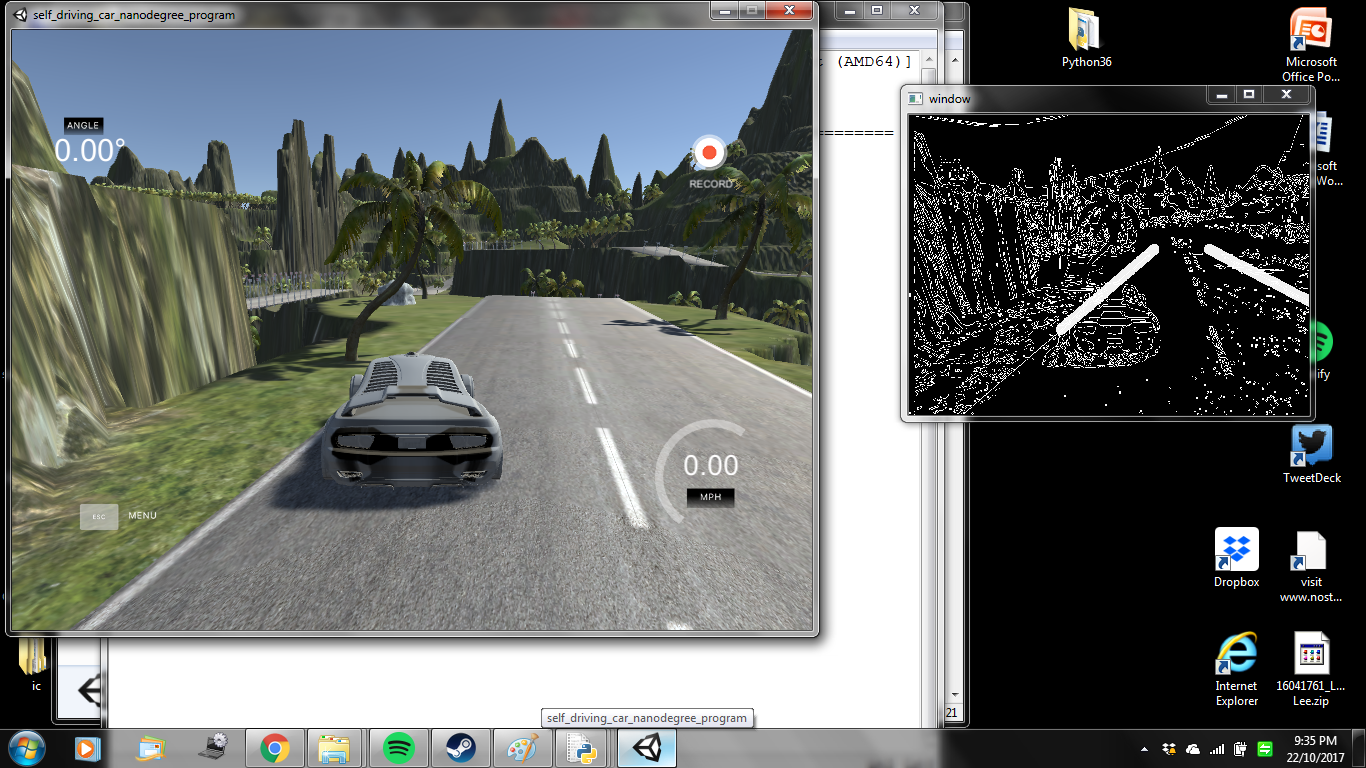 self_driving_car_nanodegree_program
ANGLE
0.00°
RECORD
0.00
MPH
ESC
MENU
(AMD64)]
========
window
Python36
Microsoft
Office Po...
soft
Wo...
ify
TweetDeck
Dropbox
visit
www.nost...
Internet
Explorer
16041761_L...
Lee.zip
ic
21
self_driving_car_nanodegree_program
9:35 PM
22/10/2017